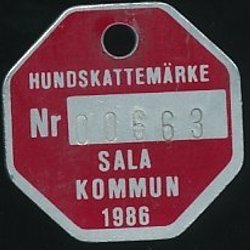 HUNDSKATTEMÄRKE
Nr 00663
SALA
KOMMUN
1986